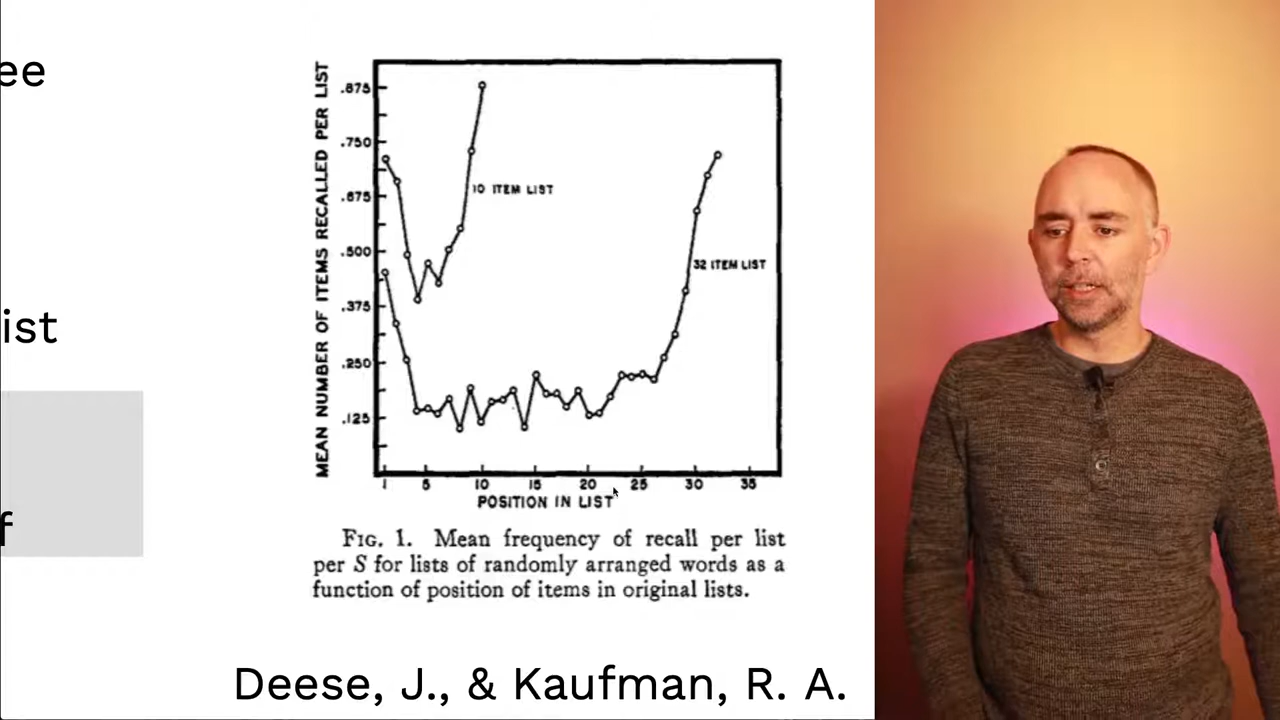 ee
ist
f
MEAN NUMBER OF ITEMS RECALLED PER LIST
.875
.750
.675
.500
.375
.250
.125
10 ITEM LIST
32 ITEM LIST
1 5 10 15 20 25 30 35
POSITION IN LIST
FIG. 1. Mean frequency of recall per list
per S for lists of randomly arranged words as a
function of position of items in original lists.
Deese, J., & Kaufman, R. A.